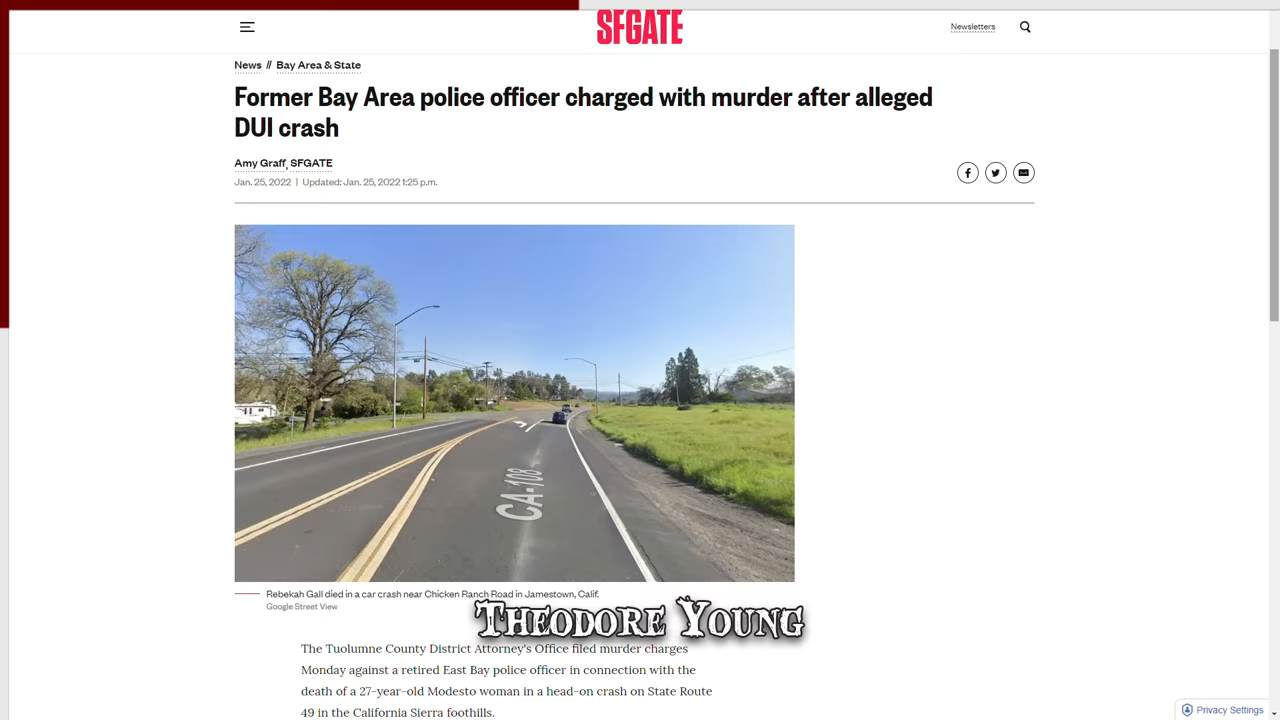 SFGATE
Newsletters
News // Bay Area & State
Former Bay Area police officer charged with murder after alleged
DUI crash
Amy Graff, SFGATE
Jan. 25, 2022 | Updated: Jan. 25, 2022 1:25 p.m.
CA-108
Rebekah Gall died in a car crash near Chicken Ranch Road in Jamestown, Calif.
Google Street View
THEODORE YOUNG
The Tuolumne County District Attorney's Office filed murder charges
Monday against a retired East Bay police officer in connection with the
death of a 27-year-old Modesto woman in a head-on crash on State Route
49 in the California Sierra foothills.
Privacy Settings